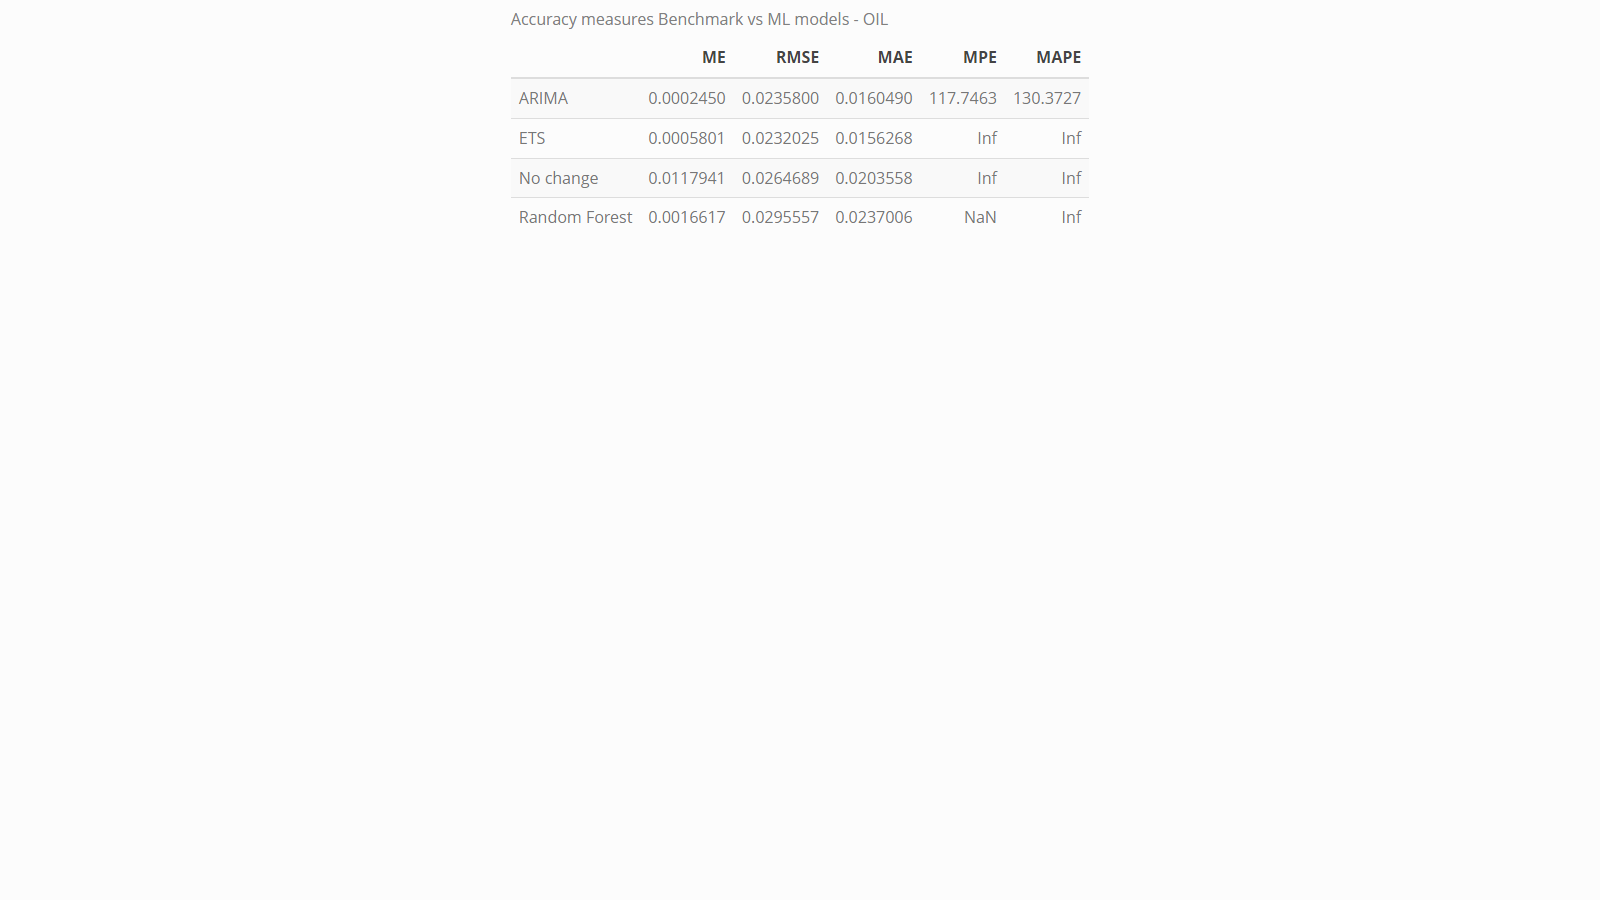 Accuracy measures Benchmark vs ML models - OIL
ME RMSE MAE MPE MAPE
ARIMA 0.0002450 0.0235800 0.0160490 117.7463 130.3727
ETS 0.0005801 0.0232025 0.0156268 Inf Inf
No change 0.0117941 0.0264689 0.0203558 Inf Inf
Random Forest 0.0016617 0.0295557 0.0237006 NaN Inf